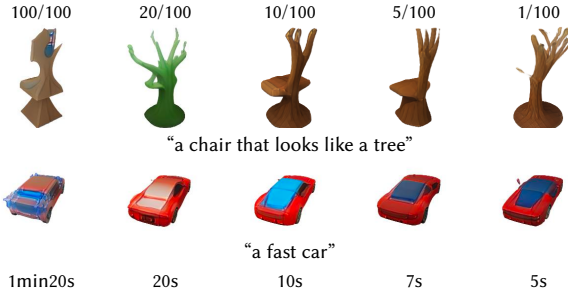 100/100 20/100 10/100 5/100 1/100
“a chair that looks like a tree”
“a fast car”
1min20s 20s 10s 7s 5s